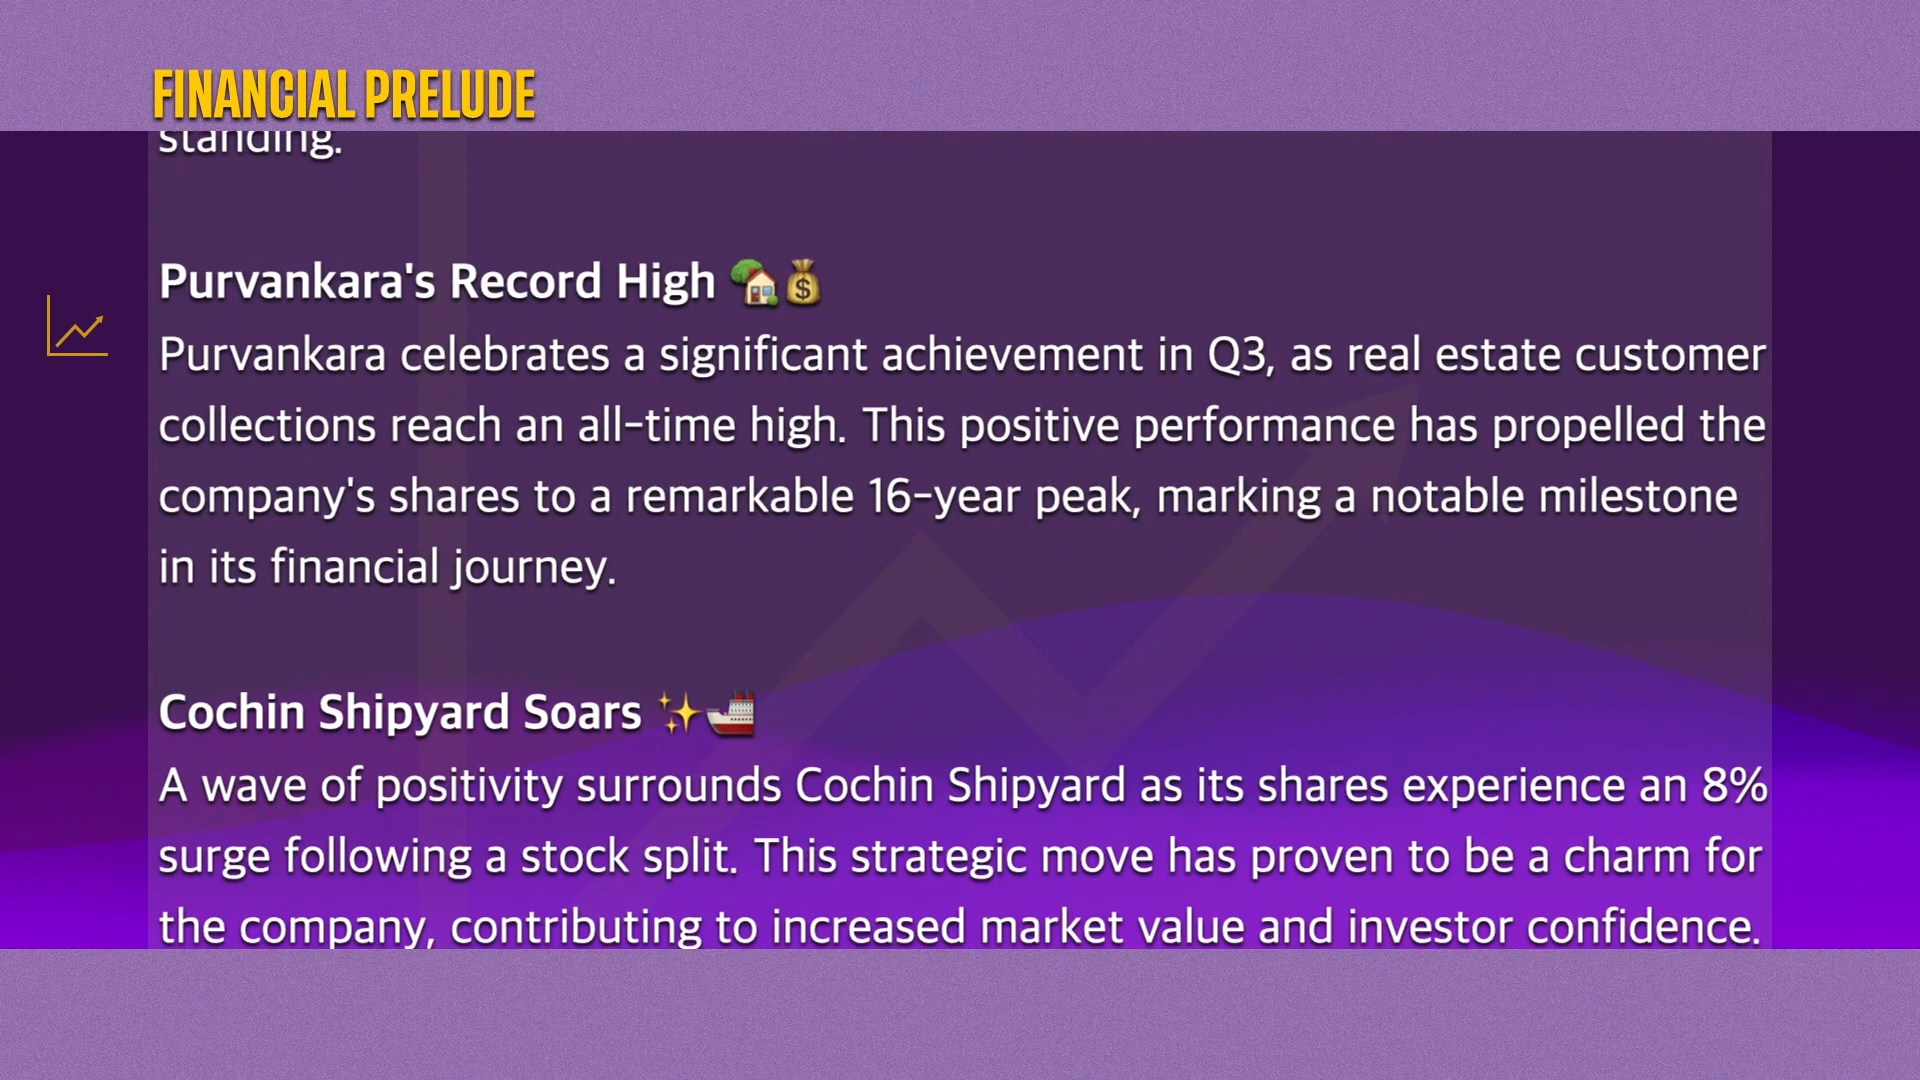 FINANCIAL PRELUDE
standing.
Purvankara's Record High 🏡💰
Purvankara celebrates a significant achievement in Q3, as real estate customer
collections reach an all-time high. This positive performance has propelled the
company's shares to a remarkable 16-year peak, marking a notable milestone
in its financial journey.
Cochin Shipyard Soars ✨🚢
A wave of positivity surrounds Cochin Shipyard as its shares experience an 8%
surge following a stock split. This strategic move has proven to be a charm for
the company, contributing to increased market value and investor confidence.